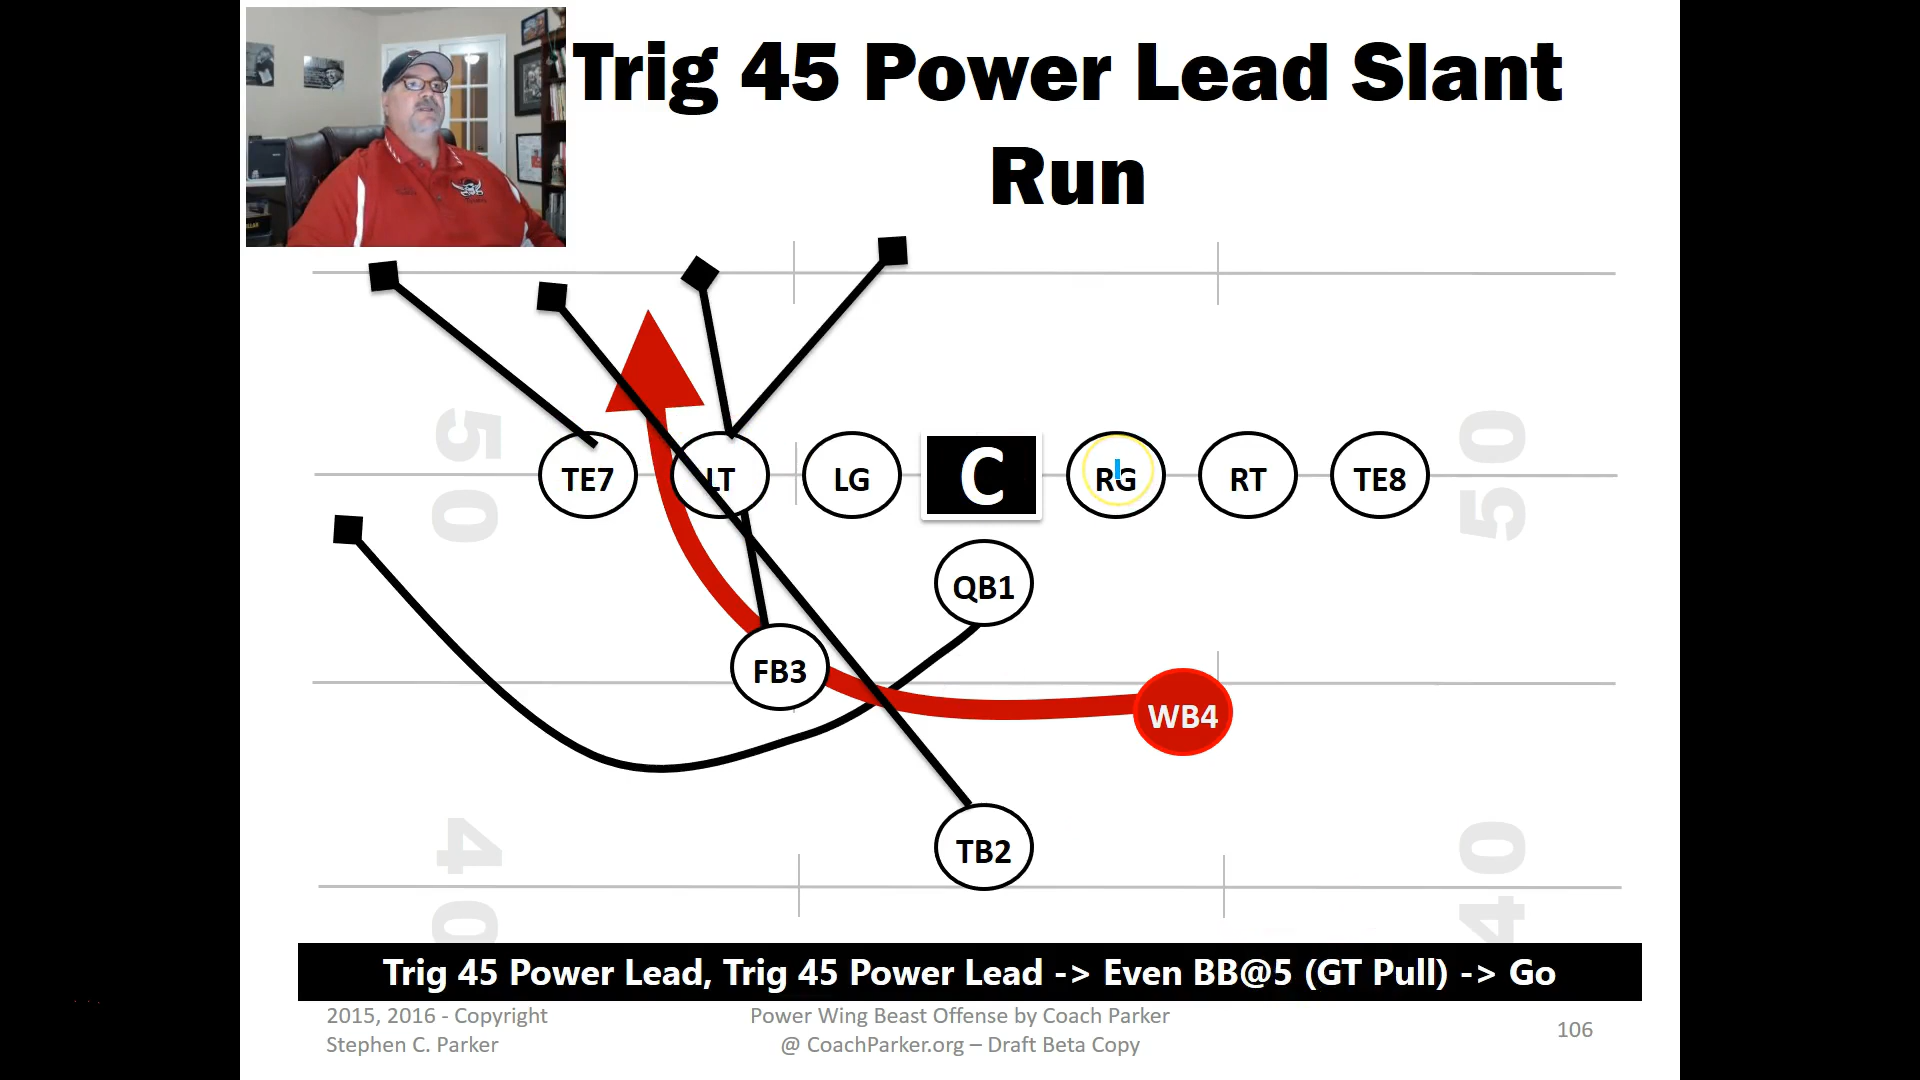 Trig 45 Power Lead Slant
Run
50
50
TE7
LT
LG
C
RG
RT
TE8
QB1
FB3
WB4
TB2
40
40
Trig 45 Power Lead, Trig 45 Power Lead -> Even BB@5 (GT Pull) -> Go
2015, 2016 - Copyright
Stephen C. Parker
Power Wing Beast Offense by Coach Parker
@ CoachParker.org – Draft Beta Copy
106